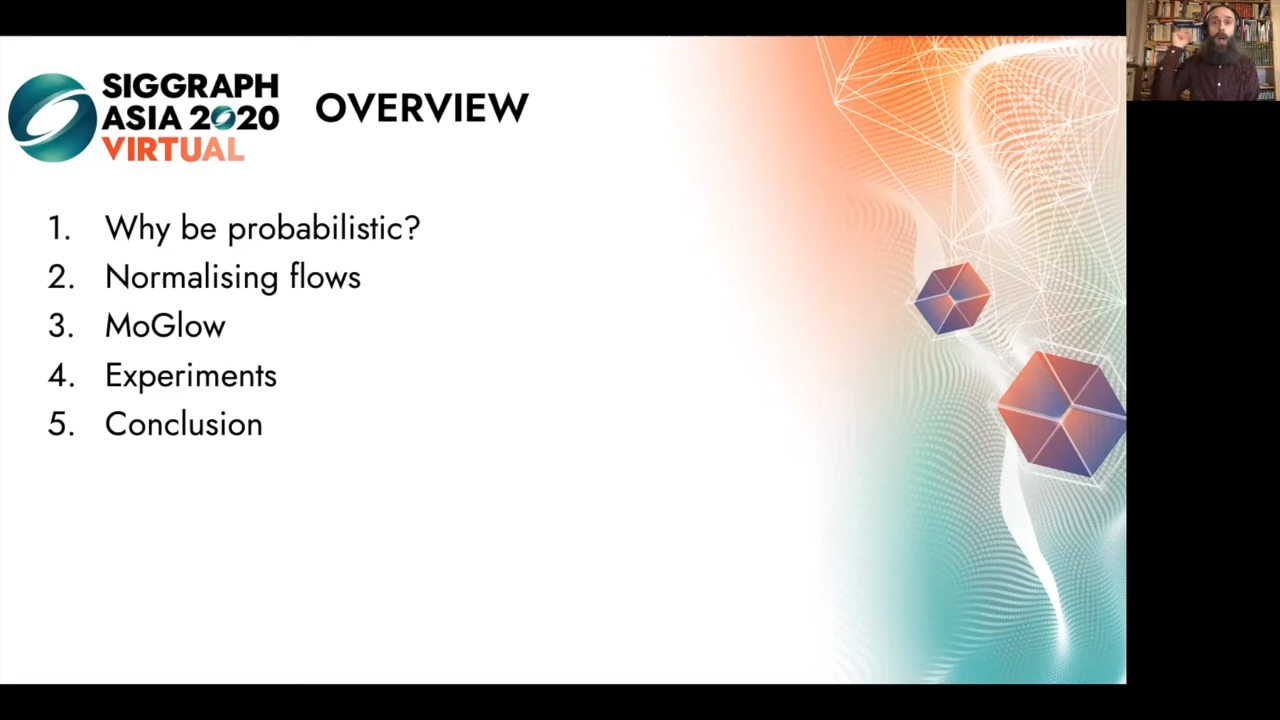 SIGGRAPH
ASIA 2020
VIRTUAL
OVERVIEW
1. Why be probabilistic?
2. Normalising flows
3. MoGlow
4. Experiments
5. Conclusion